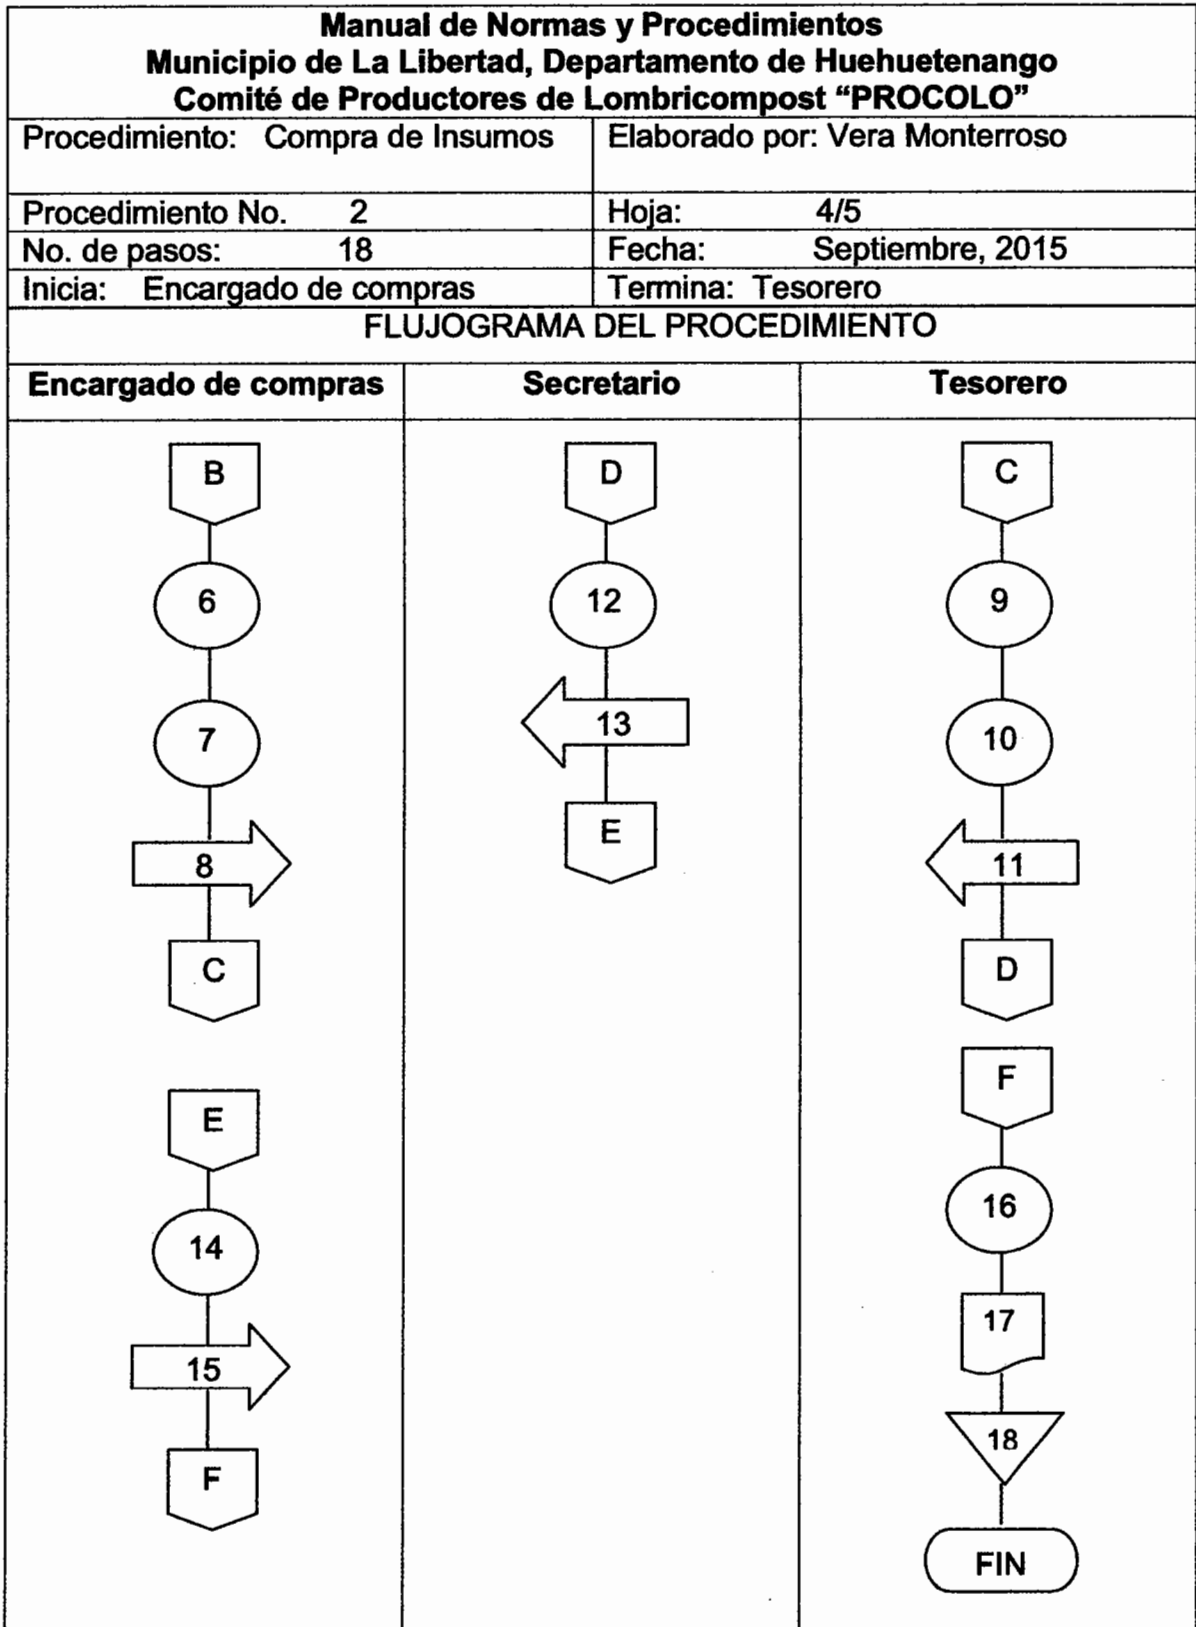 Manual de Normas y Procedimientos
Municipio de La Libertad, Departamento de Huehuetenango
Comité de Productores de Lombricompost “PROCOLO”
Procedimiento: Compra de Insumos
Elaborado por: Vera Monterroso
Procedimiento No. 2
Hoja: 4/5
No. de pasos: 18
Fecha: Septiembre, 2015
Inicia: Encargado de compras
Termina: Tesorero
FLUJOGRAMA DEL PROCEDIMIENTO
Encargado de compras
Secretario
Tesorero
B
6
7
8
C
E
14
15
F
D
12
13
E
C
9
10
11
D
F
16
17
18
FIN